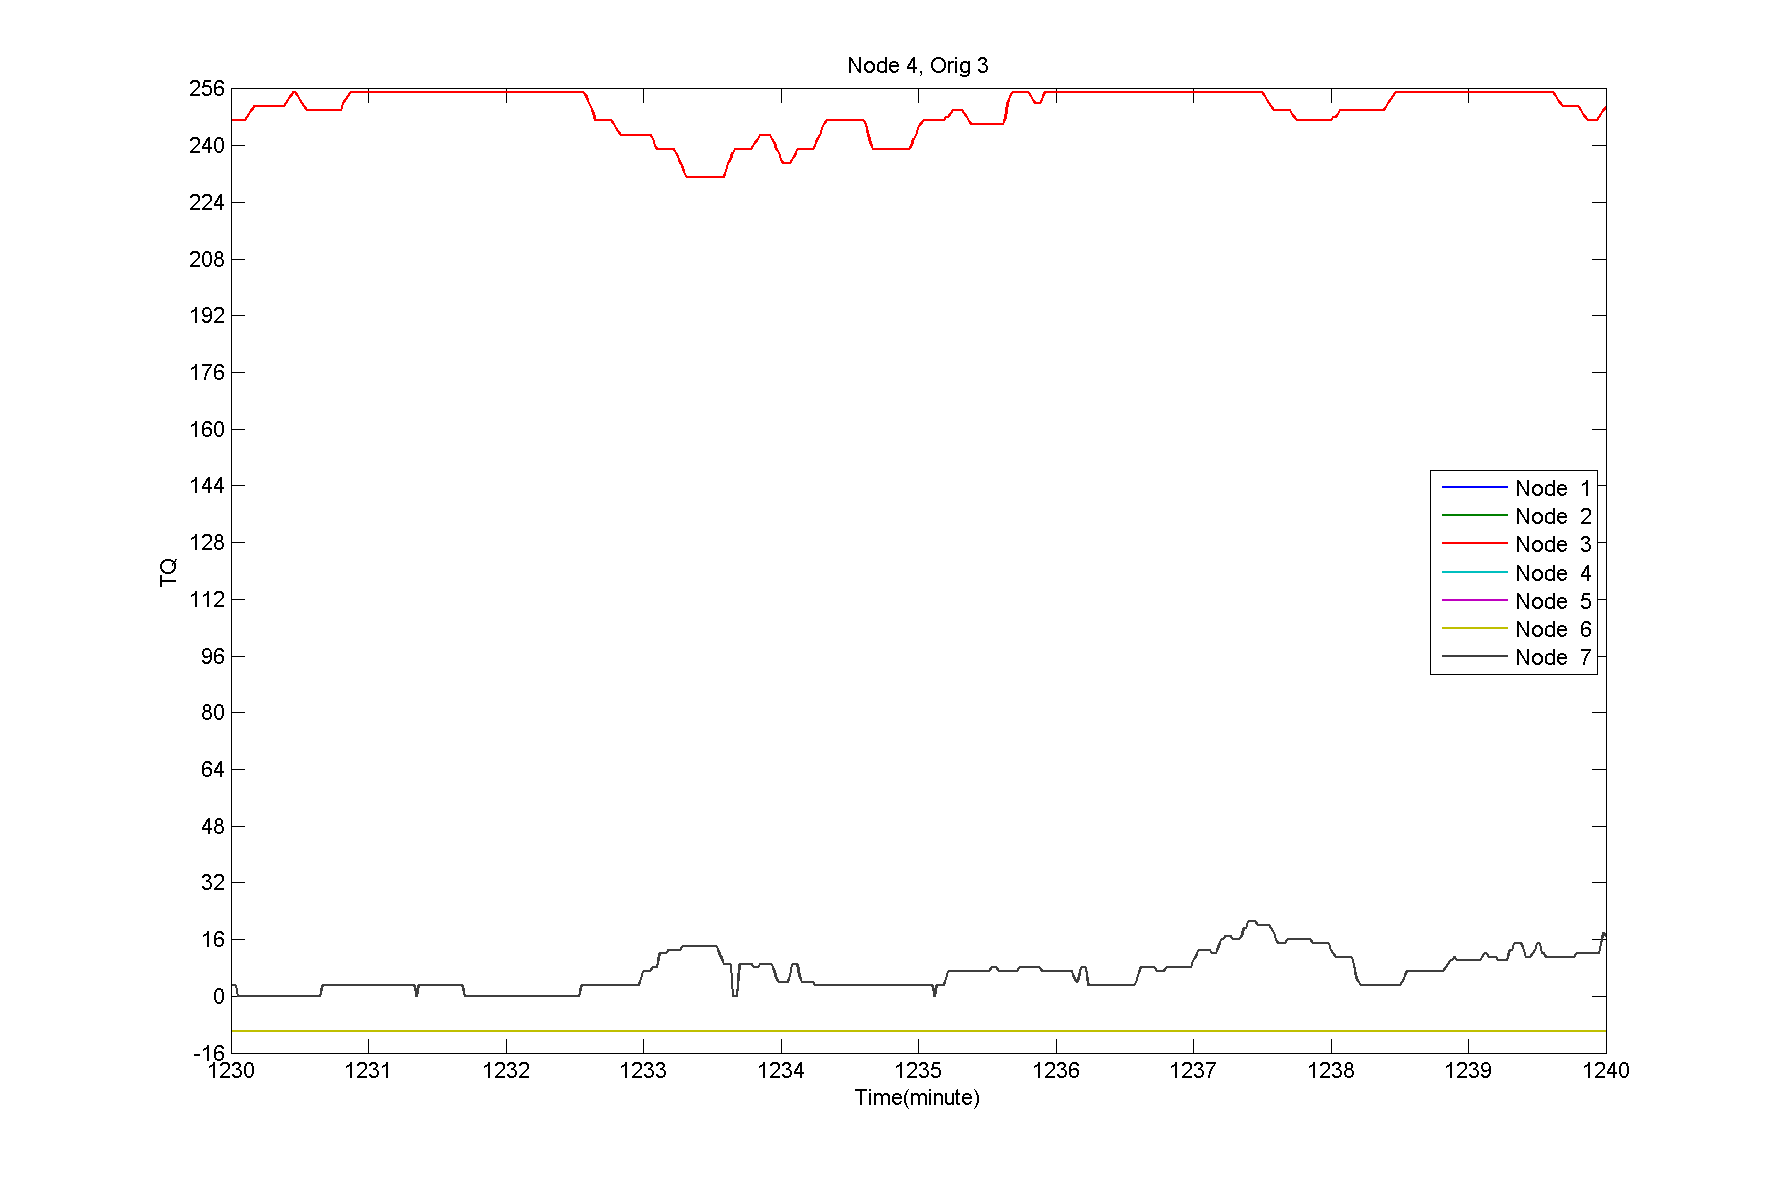 Node 4, Orig 3
256
240
224
208
192
176
160
144
128
112
96
80
64
48
32
16
0
-16
TQ
Node 1
Node 2
Node 3
Node 4
Node 5
Node 6
Node 7
1230 1231 1232 1233 1234 1235 1236 1237 1238 1239 1240
Time(minute)